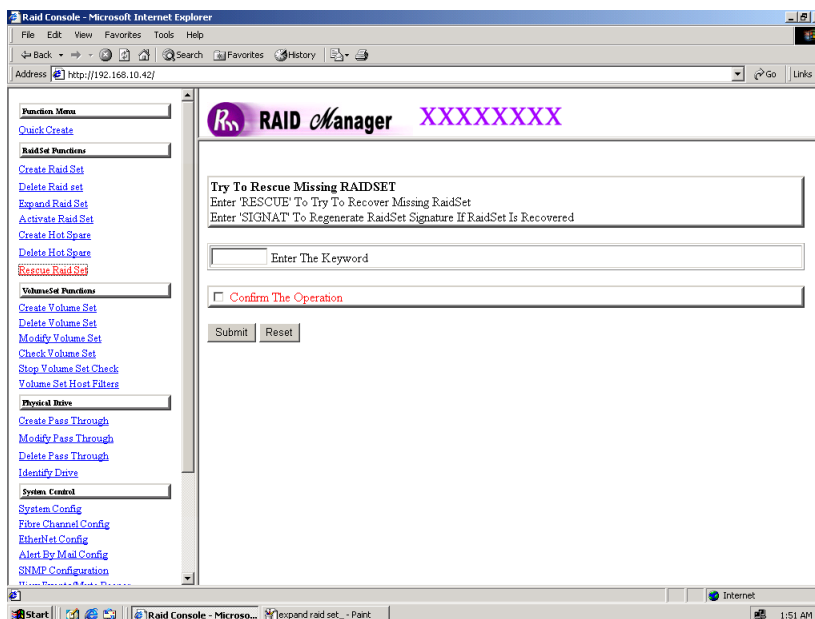 Raid Console - Microsoft Internet Explorer
File Edit View Favorites Tools Help
Back Search Favorites History
Address http://192.168.10.42/ Go Links
Function Menu
Quick Create
RaidSet Functions
Create Raid Set
Delete Raid set
Expand Raid Set
Activate Raid Set
Create Hot Spare
Delete Hot Spare
Rescue Raid Set
VolumeSet Functions
Create Volume Set
Delete Volume Set
Modify Volume Set
Check Volume Set
Stop Volume Set Check
Volume Set Host Filters
Physical Drive
Create Pass Through
Modify Pass Through
Delete Pass Through
Identify Drive
System Control
System Config
Fibre Channel Config
EtherNet Config
Alert By Mail Config
SNMP Configuration
Rm RAID Manager XXXXXXXX
Try To Rescue Missing RAIDSET
Enter 'RESCUE' To Try To Recover Missing RaidSet
Enter 'SIGNAT' To Regenerate RaidSet Signature If RaidSet Is Recovered
Enter The Keyword
Confirm The Operation
Submit Reset
Internet
Start Raid Console - Microso... expand raid set_ - Paint 1:51 AM